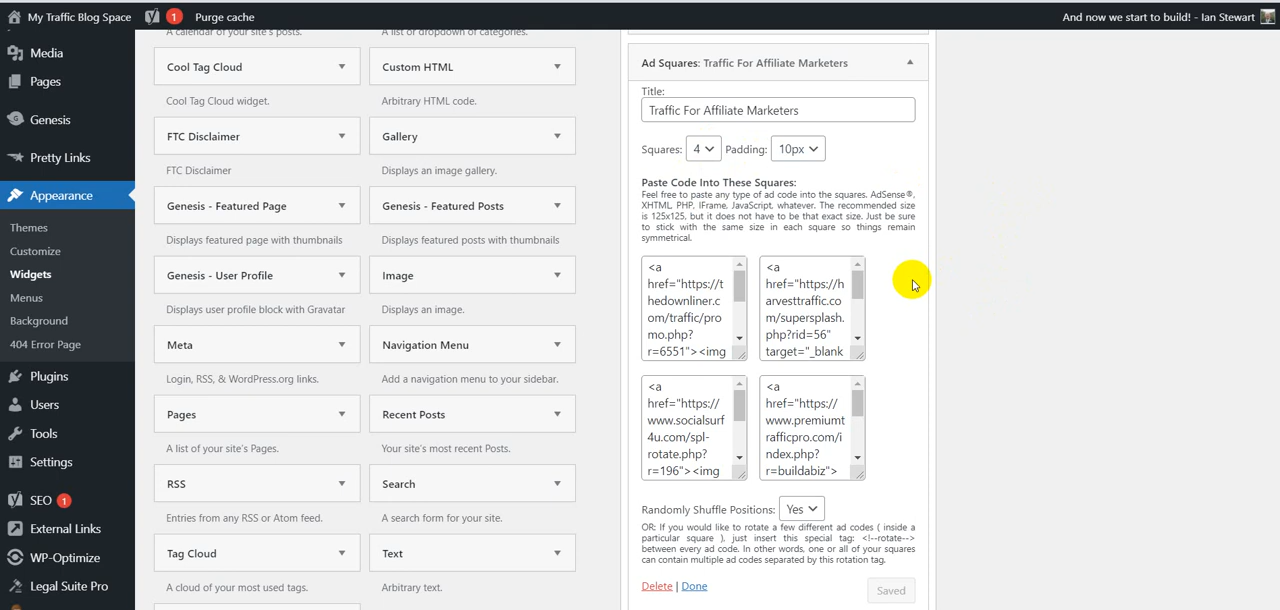 My Traffic Blog Space 1 Purge cache And now we start to build! - Ian Stewart
Media
Pages
Genesis
Pretty Links
Appearance
Themes
Customize
Widgets
Menus
Background
404 Error Page
Plugins
Users
Tools
Settings
SEO 1
External Links
WP-Optimize
Legal Suite Pro
A calendar of your site's posts.
A list or dropdown of categories.
Cool Tag Cloud
Custom HTML
Cool Tag Cloud widget.
Arbitrary HTML code.
FTC Disclaimer
Gallery
FTC Disclaimer
Displays an image gallery.
Genesis - Featured Page
Genesis - Featured Posts
Displays featured page with thumbnails
Displays featured posts with thumbnails
Genesis - User Profile
Image
Displays user profile block with Gravatar
Displays an image.
Meta
Navigation Menu
Login, RSS, & WordPress.org links.
Add a navigation menu to your sidebar.
Pages
Recent Posts
A list of your site's Pages.
Your site's most recent Posts.
RSS
Search
Entries from any RSS or Atom feed.
A search form for your site.
Tag Cloud
Text
A cloud of your most used tags.
Arbitrary text.
Ad Squares: Traffic For Affiliate Marketers
Title:
Traffic For Affiliate Marketers
Squares: 4 Padding: 10px
Paste Code Into These Squares:
Feel free to paste any type of ad code into the squares. AdSense®,
XHTML, PHP, IFrame, JavaScript, whatever. The recommended size
is 125x125, but it does not have to be that exact size. Just be sure
to stick with the same size in each square so things remain
symmetrical.
<a
href="https://t
hedownliner.c
om/traffic/pro
mo.php?
r=6551"><img
<a
href="https://h
arvesttraffic.co
m/supersplash.
php?rid=56"
target="_blank
<a
href="https://
www.socialsurf
4u.com/spl-
rotate.php?
r=196"><img
<a
href="https://
www.premiumt
rafficpro.com/i
ndex.php?
r=buildabiz">
Randomly Shuffle Positions: Yes
OR: If you would like to rotate a few different ad codes ( inside a
particular square ), just insert this special tag: <!--rotate-->
between every ad code. In other words, one or all of your squares
can contain multiple ad codes separated by this rotation tag.
Delete | Done
Saved